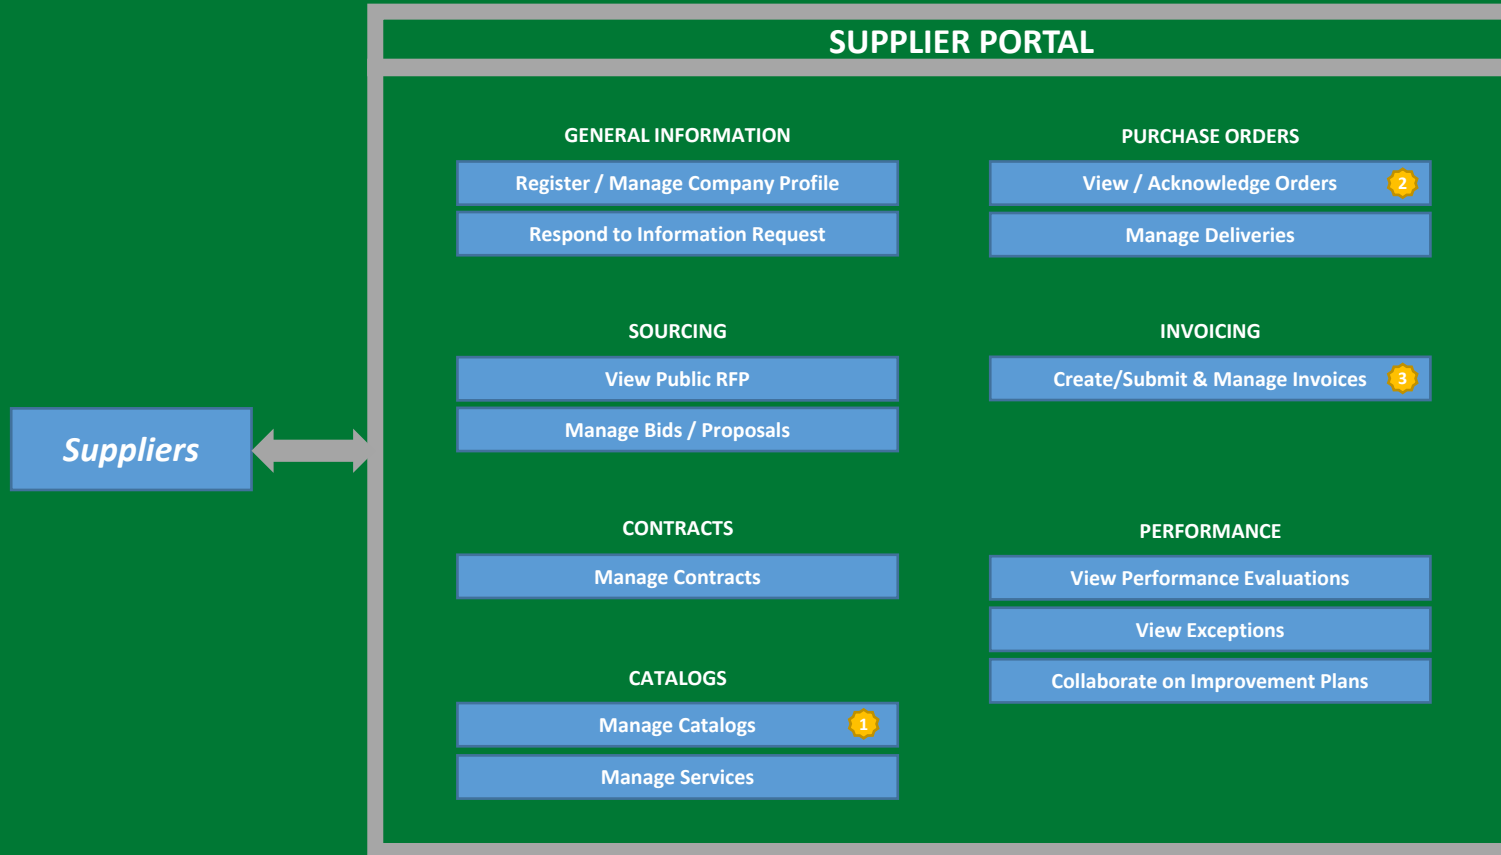 SUPPLIER PORTAL
GENERAL INFORMATION
Register / Manage Company Profile
Respond to Information Request
PURCHASE ORDERS
View / Acknowledge Orders 2
Manage Deliveries
SOURCING
View Public RFP
Manage Bids / Proposals
INVOICING
Create/Submit & Manage Invoices 3
Suppliers
CONTRACTS
Manage Contracts
PERFORMANCE
View Performance Evaluations
View Exceptions
Collaborate on Improvement Plans
CATALOGS
Manage Catalogs 1
Manage Services